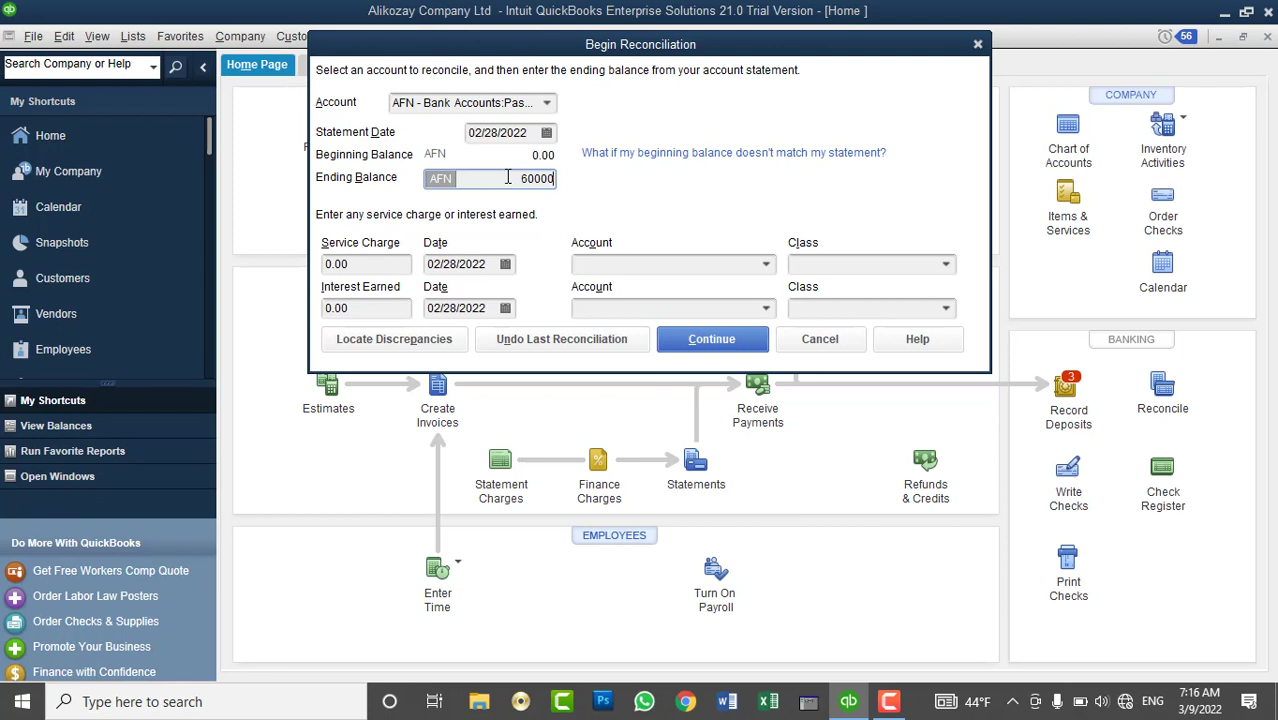 Alikozay Company Ltd - Intuit QuickBooks Enterprise Solutions 21.0 Trial Version - [Home ]
File Edit View Lists Favorites Company Custo
56
Search Company or Help
Home Page
My Shortcuts
Home
My Company
Calendar
Snapshots
Customers
Vendors
Employees
My Shortcuts
View Balances
Run Favorite Reports
Open Windows
Do More With QuickBooks
Get Free Workers Comp Quote
Order Labor Law Posters
Order Checks & Supplies
Promote Your Business
Finance with Confidence
Begin Reconciliation
Select an account to reconcile, and then enter the ending balance from your account statement.
Account AFN - Bank Accounts:Pas...
Statement Date 02/28/2022
Beginning Balance AFN 0.00 What if my beginning balance doesn't match my statement?
Ending Balance AFN 60000
Enter any service charge or interest earned.
Service Charge Date Account Class
0.00 02/28/2022
Interest Earned Date Account Class
0.00 02/28/2022
Locate Discrepancies Undo Last Reconciliation Continue Cancel Help
COMPANY
Chart of
Accounts
Inventory
Activities
Items &
Services
Order
Checks
Calendar
Estimates
Create
Invoices
Receive
Payments
Statement
Charges
%
Finance
Charges
Statements
Refunds
& Credits
BANKING
3
Record
Deposits
Reconcile
Write
Checks
Check
Register
Print
Checks
EMPLOYEES
Enter
Time
Turn On
Payroll
Type here to search
Ps
qb
44°F
ENG
7:16 AM
3/9/2022